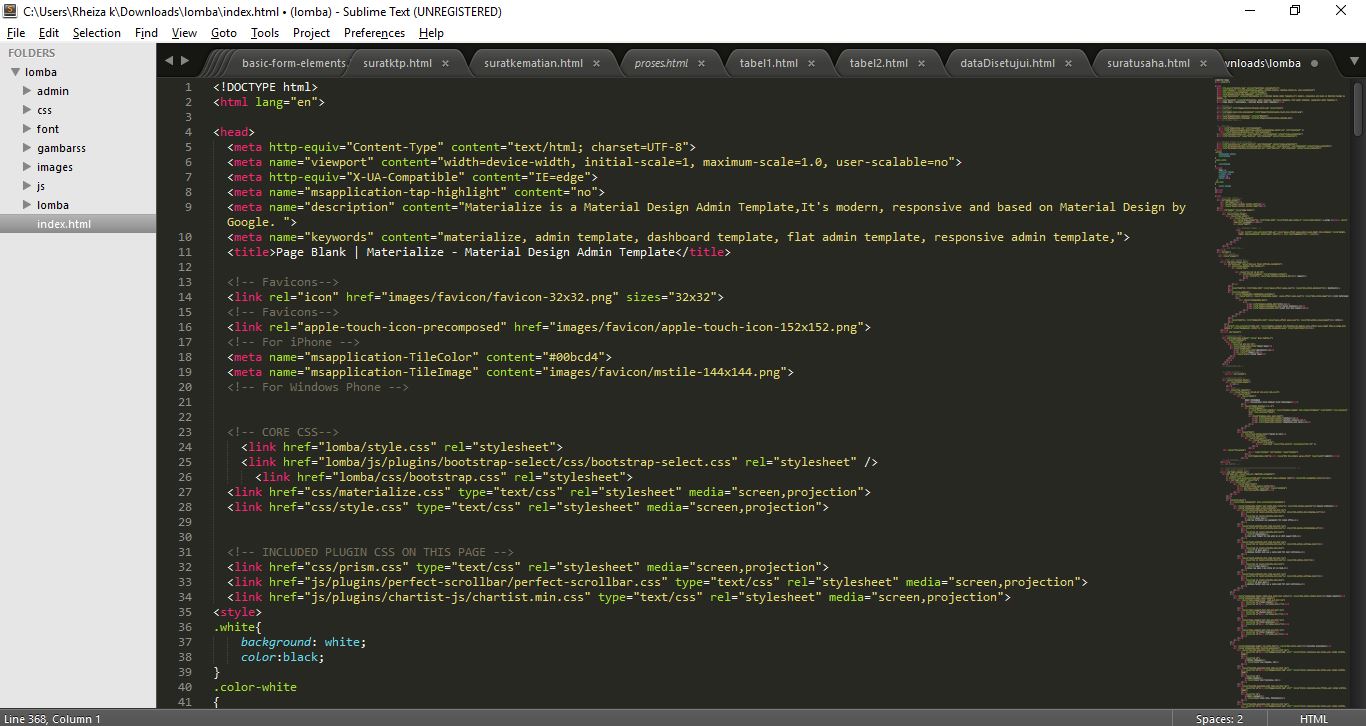 C:\Users\Rheiza k\Downloads\lomba\index.html • (lomba) - Sublime Text (UNREGISTERED)
File Edit Selection Find View Goto Tools Project Preferences Help
FOLDERS
lomba
admin
css
font
gambarss
images
js
lomba
index.html
basic-form-elements. suratktp.html × suratkematian.html × proses.html × tabel1.html × tabel2.html × dataDisetujui.html × suratusaha.html × vnloads\lomba •
1 <!DOCTYPE html>
2 <html lang="en">
3
4 <head>
5 <meta http-equiv="Content-Type" content="text/html; charset=UTF-8">
6 <meta name="viewport" content="width=device-width, initial-scale=1, maximum-scale=1.0, user-scalable=no">
7 <meta http-equiv="X-UA-Compatible" content="IE=edge">
8 <meta name="msapplication-tap-highlight" content="no">
9 <meta name="description" content="Materialize is a Material Design Admin Template,It's modern, responsive and based on Material Design by
Google. ">
10 <meta name="keywords" content="materialize, admin template, dashboard template, flat admin template, responsive admin template,">
11 <title>Page Blank | Materialize - Material Design Admin Template</title>
12
13 <!-- Favicons-->
14 <link rel="icon" href="images/favicon/favicon-32x32.png" sizes="32x32">
15 <!-- Favicons-->
16 <link rel="apple-touch-icon-precomposed" href="images/favicon/apple-touch-icon-152x152.png">
17 <!-- For iPhone -->
18 <meta name="msapplication-TileColor" content="#00bcd4">
19 <meta name="msapplication-TileImage" content="images/favicon/mstile-144x144.png">
20 <!-- For Windows Phone -->
21
22
23 <!-- CORE CSS-->
24 <link href="lomba/style.css" rel="stylesheet">
25 <link href="lomba/js/plugins/bootstrap-select/css/bootstrap-select.css" rel="stylesheet" />
26 <link href="lomba/css/bootstrap.css" rel="stylesheet">
27 <link href="css/materialize.css" type="text/css" rel="stylesheet" media="screen,projection">
28 <link href="css/style.css" type="text/css" rel="stylesheet" media="screen,projection">
29
30
31 <!-- INCLUDED PLUGIN CSS ON THIS PAGE -->
32 <link href="css/prism.css" type="text/css" rel="stylesheet" media="screen,projection">
33 <link href="js/plugins/perfect-scrollbar/perfect-scrollbar.css" type="text/css" rel="stylesheet" media="screen,projection">
34 <link href="js/plugins/chartist-js/chartist.min.css" type="text/css" rel="stylesheet" media="screen,projection">
35 <style>
36 .white{
37 background: white;
38 color:black;
39 }
40 .color-white
41 {
Line 368, Column 1 Spaces: 2 HTML